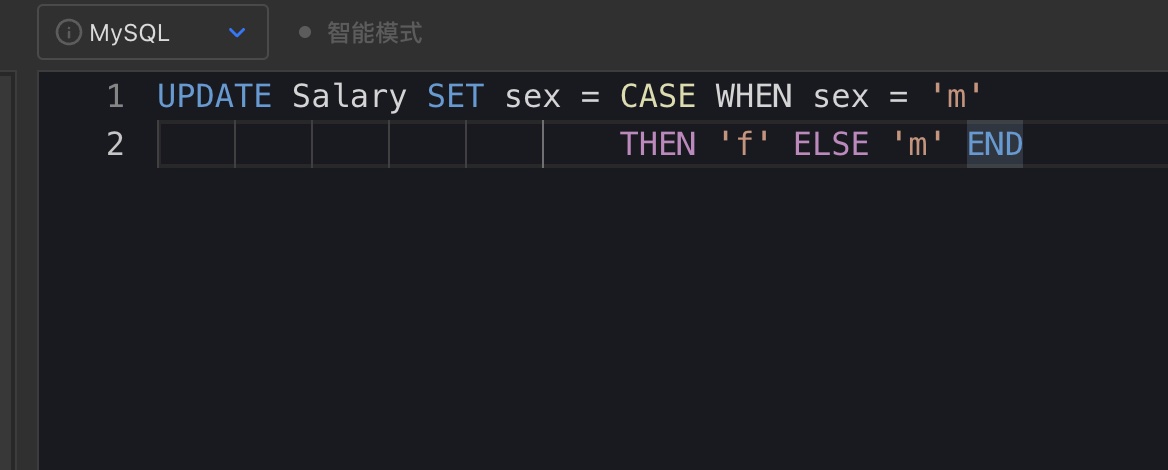 MySQL 智能模式
1 UPDATE Salary SET sex = CASE WHEN sex = 'm'
2 THEN 'f' ELSE 'm' END